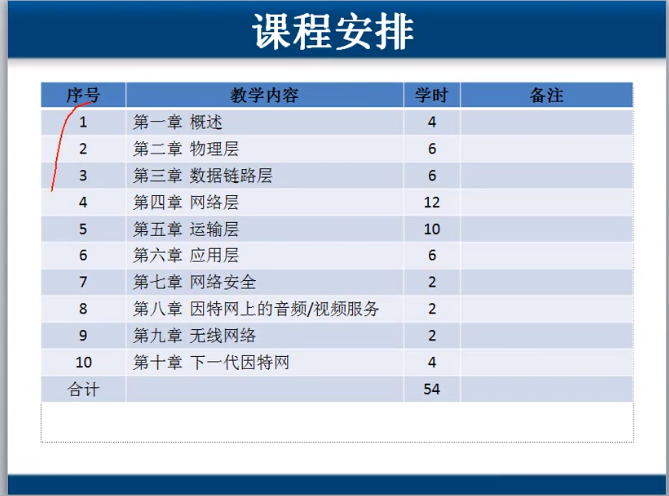 课程安排
序号 教学内容 学时 备注
1 第一章 概述 4
2 第二章 物理层 6
3 第三章 数据链路层 6
4 第四章 网络层 12
5 第五章 运输层 10
6 第六章 应用层 6
7 第七章 网络安全 2
8 第八章 因特网上的音频/视频服务 2
9 第九章 无线网络 2
10 第十章 下一代因特网 4
合计 54